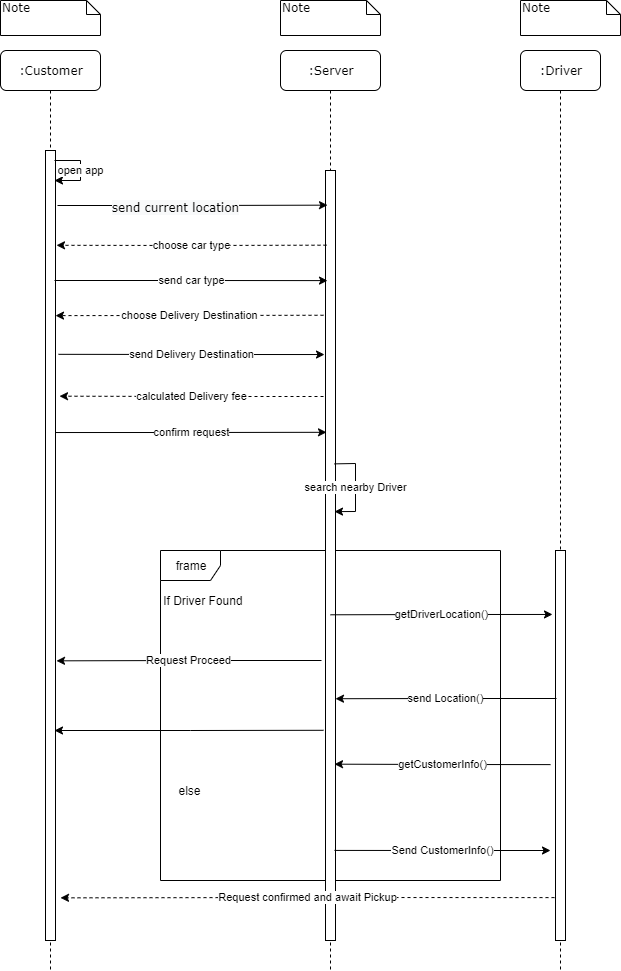 Note
Note
Note
:Customer
:Server
:Driver
open app
send current location
choose car type
send car type
choose Delivery Destination
send Delivery Destination
calculated Delivery fee
confirm request
search nearby Driver
frame
If Driver Found
getDriverLocation()
Request Proceed
send Location()
getCustomerInfo()
else
Send CustomerInfo()
Request confirmed and await Pickup